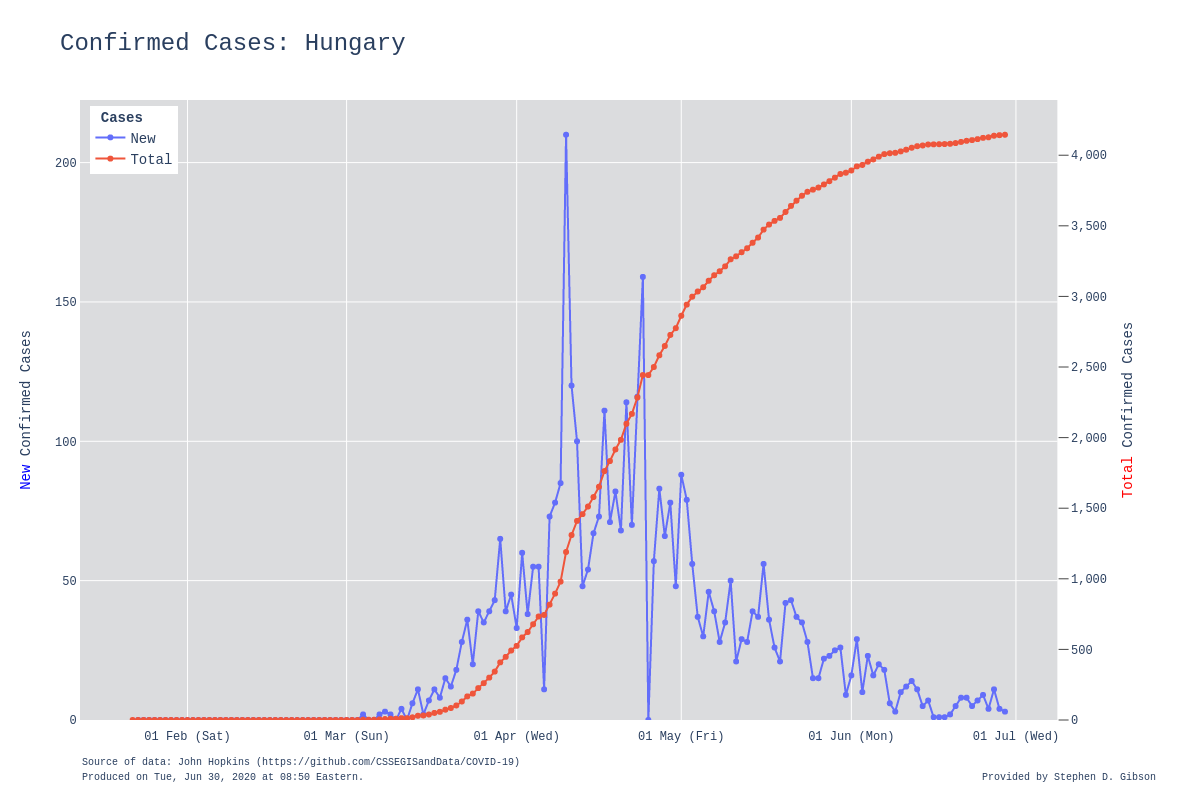 Confirmed Cases: Hungary
Cases
New
Total
200
150
100
50
0
4,000
3,500
3,000
2,500
2,000
1,500
1,000
500
0
New Confirmed Cases
Total Confirmed Cases
01 Feb (Sat)
01 Mar (Sun)
01 Apr (Wed)
01 May (Fri)
01 Jun (Mon)
01 Jul (Wed)
Source of data: John Hopkins (https://github.com/CSSEGISandData/COVID-19)
Produced on Tue, Jun 30, 2020 at 08:50 Eastern.
Provided by Stephen D. Gibson